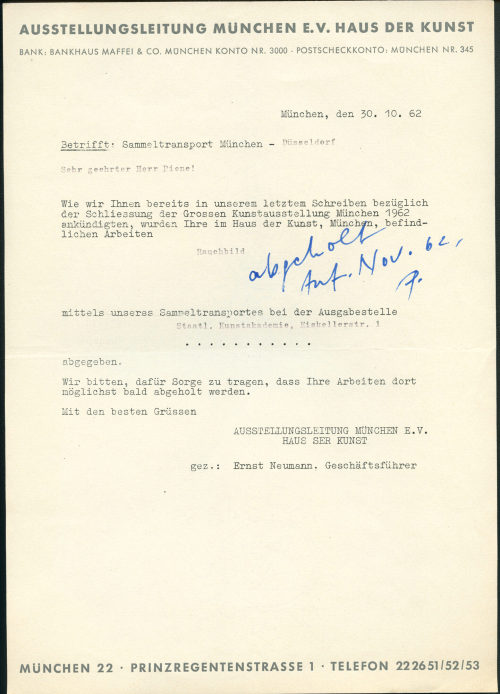 AUSSTELLUNGSLEITUNG MÜNCHEN E.V. HAUS DER KUNST
BANK: BANKHAUS MAFFEI & CO. MÜNCHEN KONTO NR. 3000 · POSTSCHECKKONTO: MÜNCHEN NR. 345
München, den 30. 10. 62
Betrifft: Sammeltransport München - Düsseldorf
Sehr geehrter Herr Piene!
Wie wir Ihnen bereits in unserem letztem Schreiben bezüglich
der Schliessung der Grossen Kunstausstellung München 1962
ankündigten, wurden Ihre im Haus der Kunst, München, befind-
lichen Arbeiten
Rauchbild
abgeholt
Anf. Nov. 62,
P.
mittels unseres Sammeltransportes bei der Ausgabestelle
Staatl. Kunstakademie, Eiskellerstr. 1
. . . . . . . . . . .
abgegeben.
Wir bitten, dafür Sorge zu tragen, dass Ihre Arbeiten dort
möglichst bald abgeholt werden.
Mit den besten Grüssen
AUSSTELLUNGSLEITUNG MÜNCHEN E.V.
HAUS SER KUNST
gez.: Ernst Neumann, Geschäftsführer
MÜNCHEN 22 · PRINZREGENTENSTRASSE 1 · TELEFON 222651/52/53